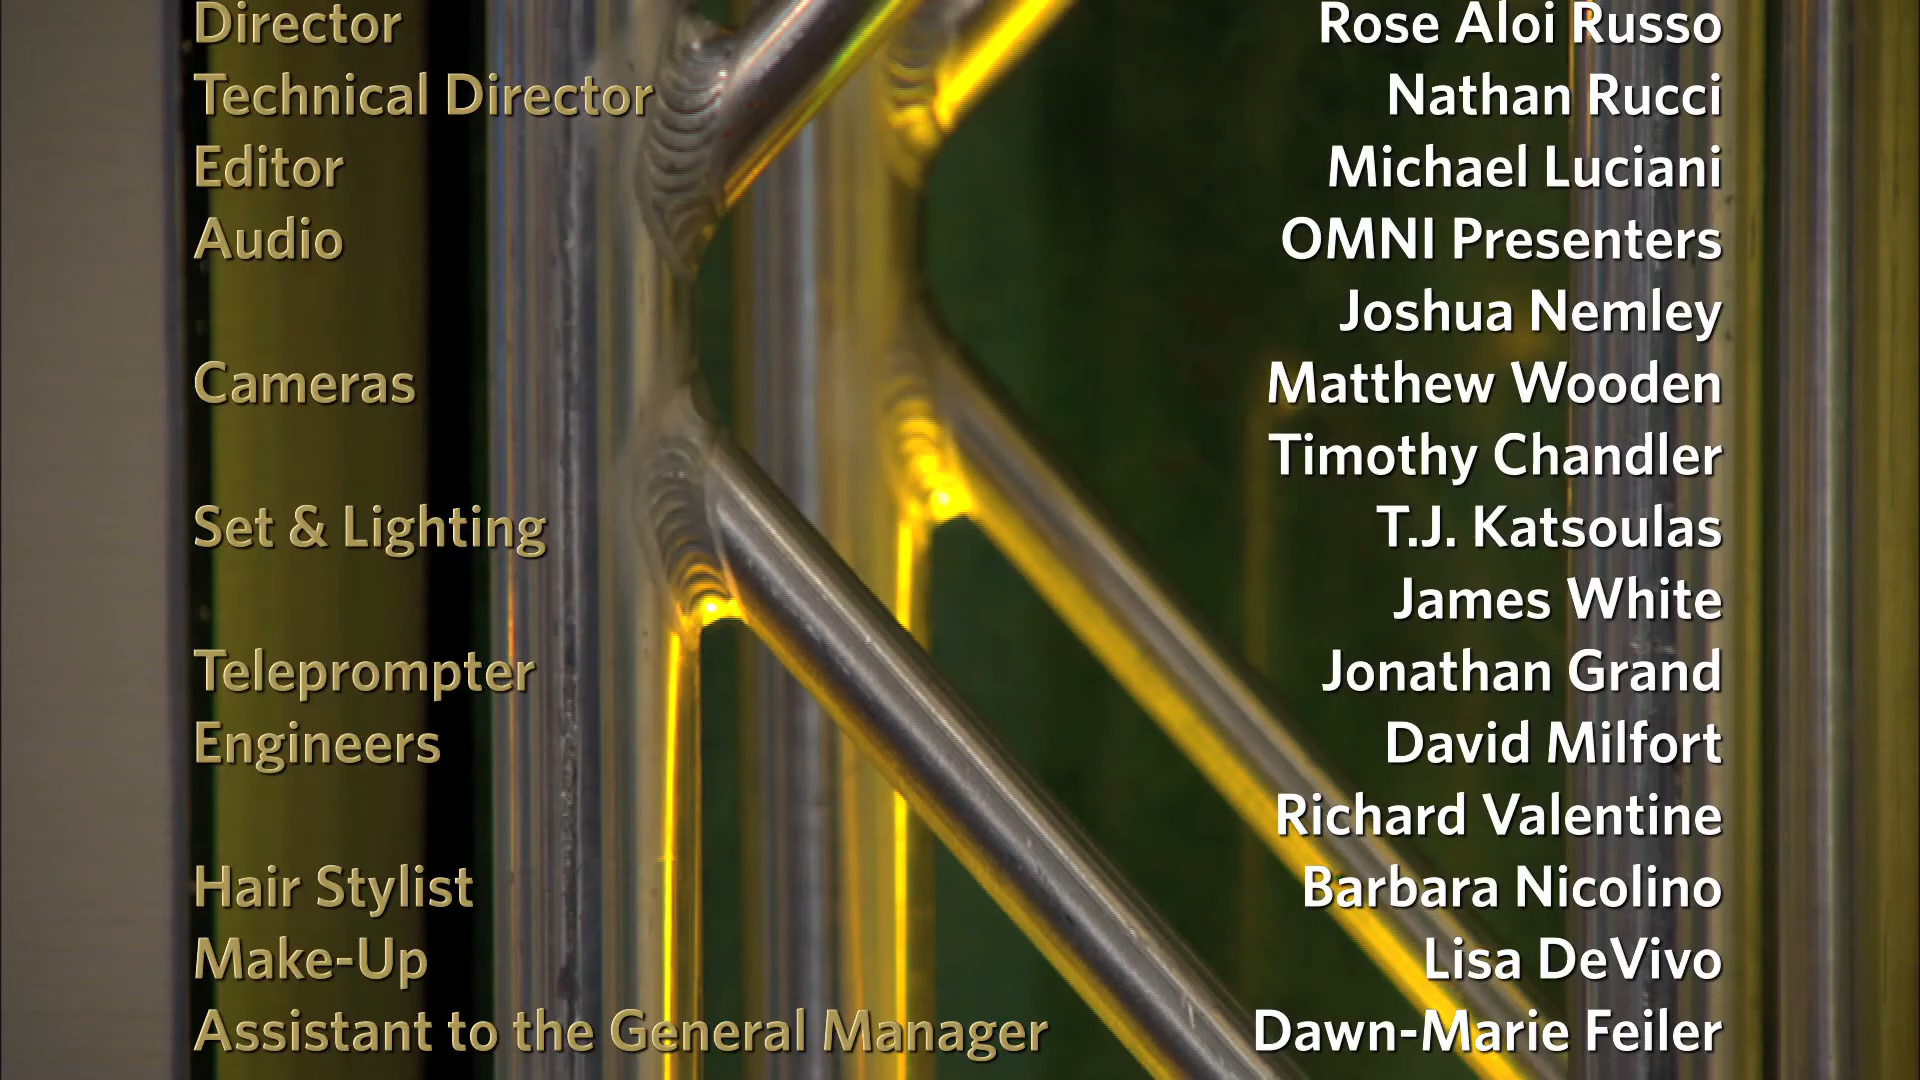 Director Rose Aloi Russo
Technical Director Nathan Rucci
Editor Michael Luciani
Audio OMNI Presenters
Joshua Nemley
Cameras Matthew Wooden
Timothy Chandler
Set & Lighting T.J. Katsoulas
James White
Teleprompter Jonathan Grand
Engineers David Milfort
Richard Valentine
Hair Stylist Barbara Nicolino
Make-Up Lisa DeVivo
Assistant to the General Manager Dawn-Marie Feiler